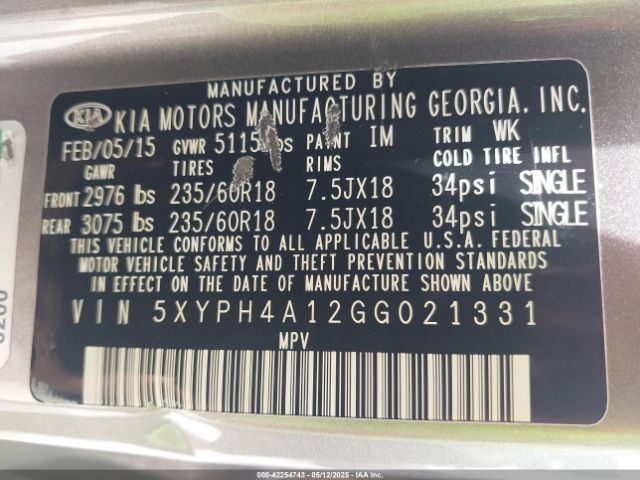 MANUFACTURED BY
KIA KIA MOTORS MANUFACTURING GEORGIA. INC.
FEB/05/15 GVWR 5115 lbs PAINT IM TRIM WK
GAWR TIRES RIMS COLD TIRE INFL
FRONT 2976 lbs 235/60R18 7.5JX18 34psi SINGLE
REAR 3075 lbs 235/60R18 7.5JX18 34psi SINGLE
THIS VEHICLE CONFORMS TO ALL APPLICABLE U.S.A. FEDERAL
MOTOR VEHICLE SAFETY AND THEFT PREVENTION STANDARDS
IN EFFECT ON THE DATE OF MANUFACTURE SHOWN ABOVE.
VIN 5XYPH4A12GG021331
MPV
000-42254743 - 05/12/2025 - IAAI.COM